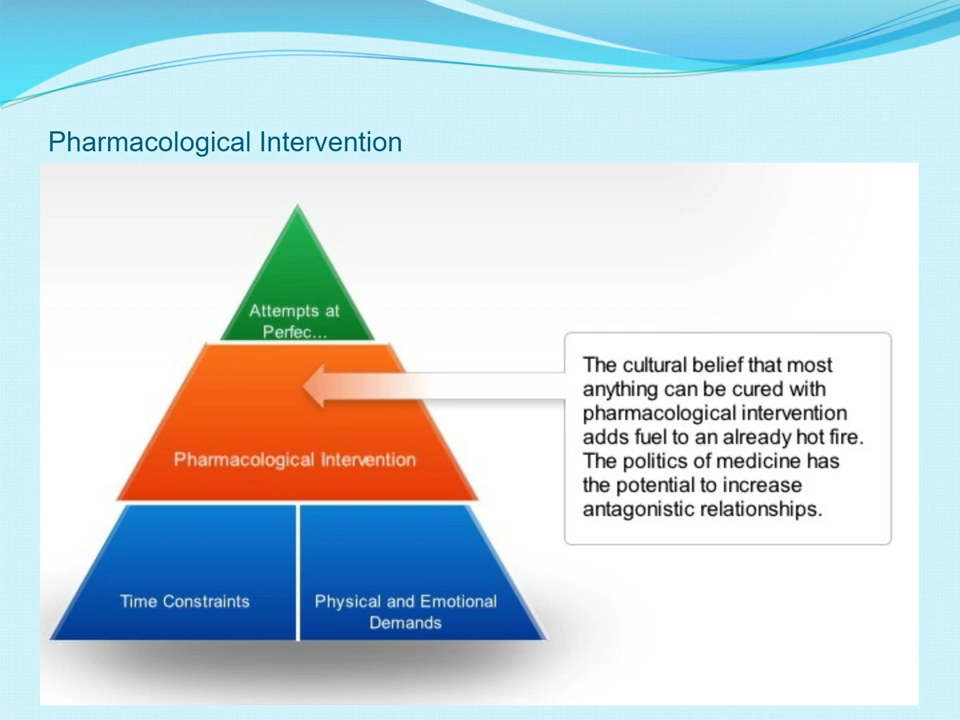 Pharmacological Intervention
Attempts at
Perfec...
Pharmacological Intervention
The cultural belief that most
anything can be cured with
pharmacological intervention
adds fuel to an already hot fire.
The politics of medicine has
the potential to increase
antagonistic relationships.
Time Constraints
Physical and Emotional
Demands